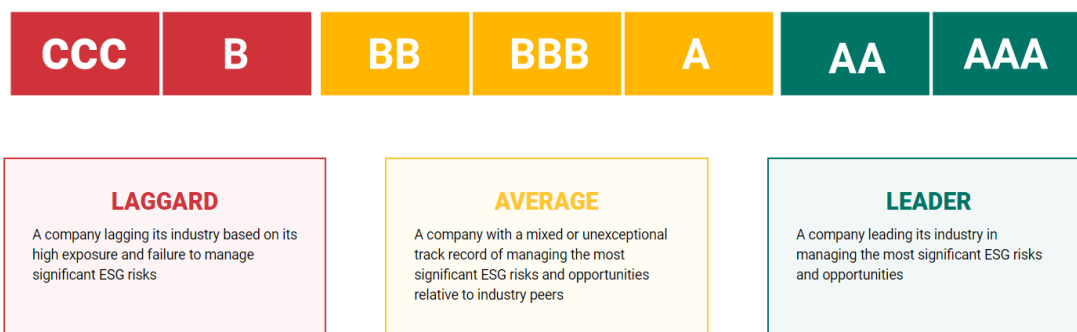 CCC B BB BBB A AA AAA
LAGGARD
A company lagging its industry based on its
high exposure and failure to manage
significant ESG risks
AVERAGE
A company with a mixed or unexceptional
track record of managing the most
significant ESG risks and opportunities
relative to industry peers
LEADER
A company leading its industry in
managing the most significant ESG risks
and opportunities